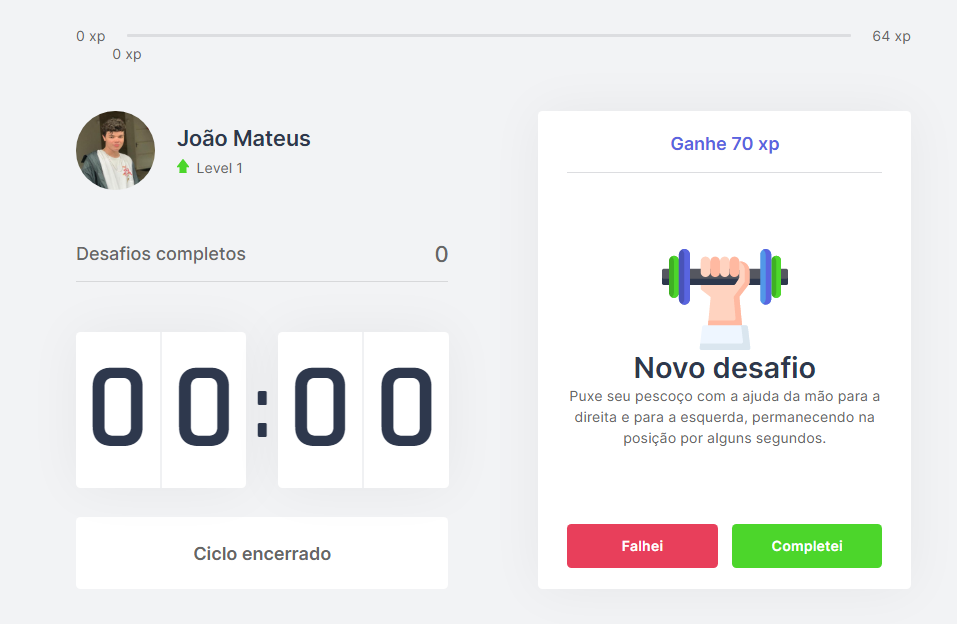 0 xp
64 xp
0 xp
João Mateus
Level 1
Desafios completos
0
00:00
Ciclo encerrado
Ganhe 70 xp
Novo desafio
Puxe seu pescoço com a ajuda da mão para a
direita e para a esquerda, permanecendo na
posição por alguns segundos.
Falhei
Completei